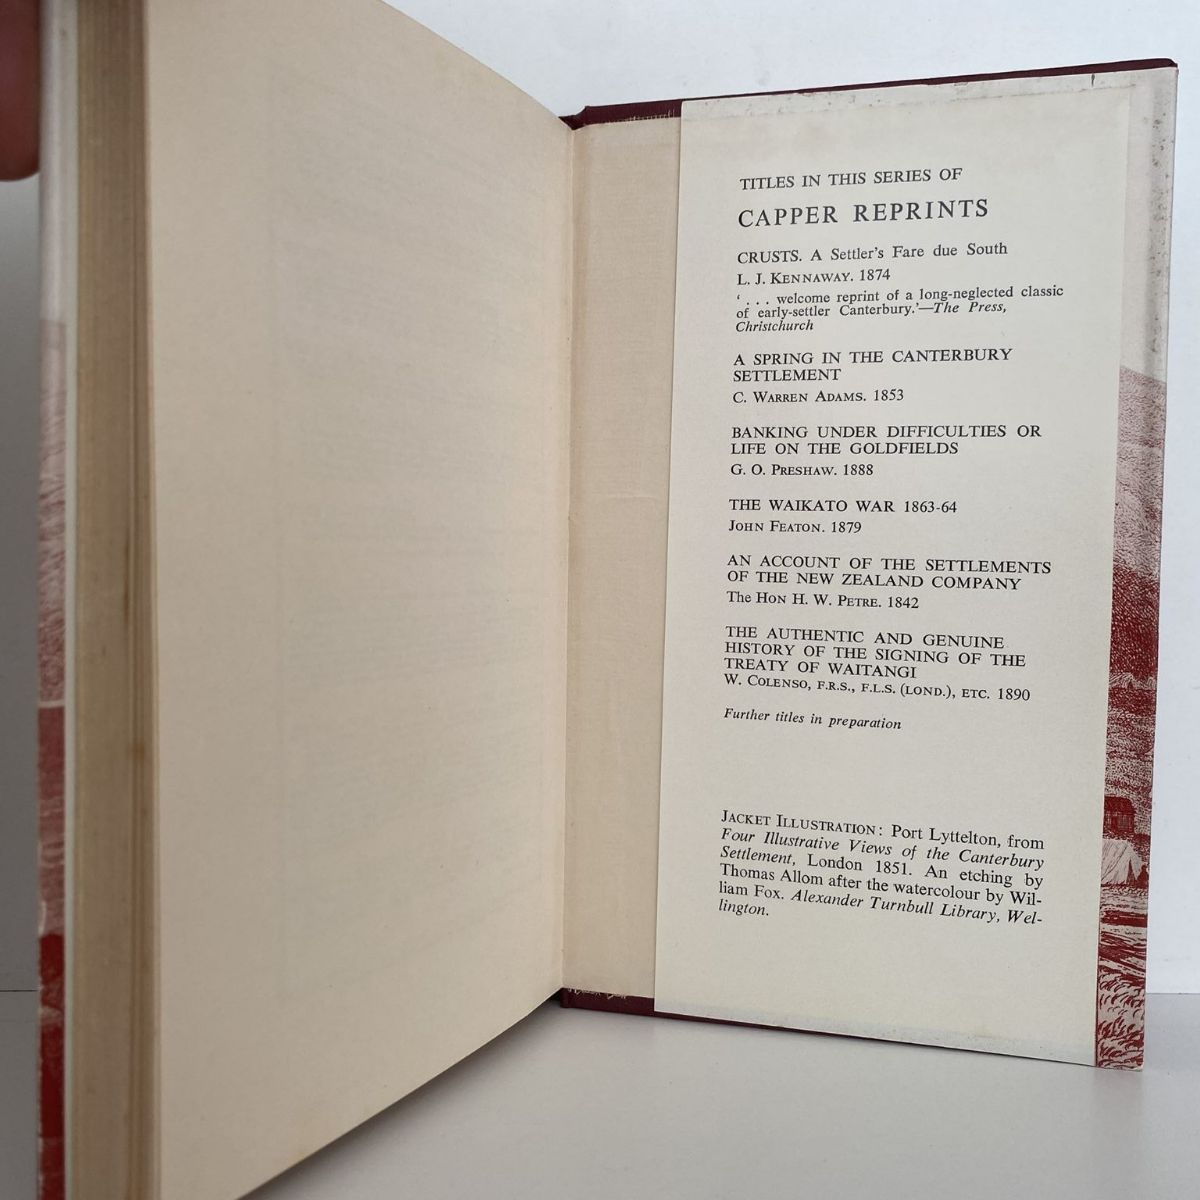 TITLES IN THIS SERIES OF
CAPPER REPRINTS
CRUSTS. A Settler's Fare due South
L. J. KENNAWAY. 1874
‘. . . welcome reprint of a long-neglected classic
of early-settler Canterbury.’—The Press,
Christchurch
A SPRING IN THE CANTERBURY
SETTLEMENT
C. WARREN ADAMS. 1853
BANKING UNDER DIFFICULTIES OR
LIFE ON THE GOLDFIELDS
G. O. PRESHAW. 1888
THE WAIKATO WAR 1863-64
JOHN FEATON. 1879
AN ACCOUNT OF THE SETTLEMENTS
OF THE NEW ZEALAND COMPANY
The HON H. W. PETRE. 1842
THE AUTHENTIC AND GENUINE
HISTORY OF THE SIGNING OF THE
TREATY OF WAITANGI
W. COLENSO, F.R.S., F.L.S. (LOND.), ETC. 1890
Further titles in preparation
JACKET ILLUSTRATION: Port Lyttelton, from
Four Illustrative Views of the Canterbury
Settlement, London 1851. An etching by
Thomas Allom after the watercolour by Wil-
liam Fox. Alexander Turnbull Library, Wel-
lington.